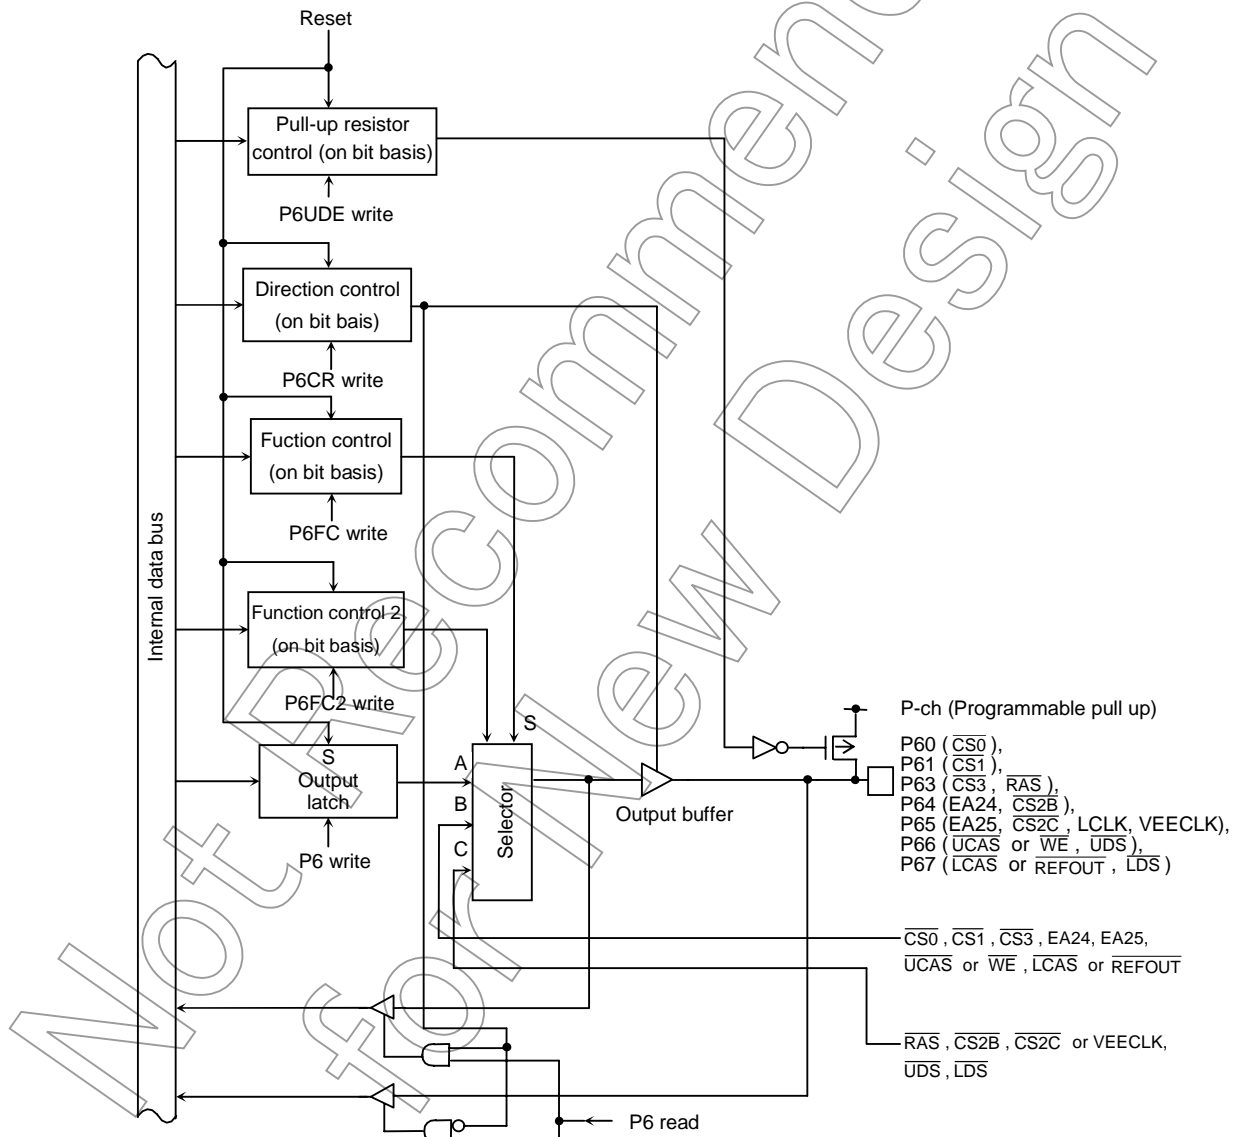 Reset
Pull-up resistor
control (on bit basis)
P6UDE write
Direction control
(on bit bais)
P6CR write
Fuction control
(on bit basis)
P6FC write
Internal data bus
Function control 2
(on bit basis)
P6FC2 write
S
Output
latch
P6 write
S
A
B
C
Selector
Output buffer
P-ch (Programmable pull up)
P60 ( CSO ),
P61 ( CS1 ),
P63 ( CS3 , RAS ),
P64 (EA24, CS2B ),
P65 (EA25, CS2C , LCLK, VEECLK),
P66 ( UCAS or WE , UDS ),
P67 ( LCAS or REFOUT , LDS )
CS0 , CS1 , CS3 , EA24, EA25,
UCAS or WE , LCAS or REFOUT
RAS , CS2B , CS2C or VEECLK,
UDS , LDS
P6 read
Not Recommende
for New Design